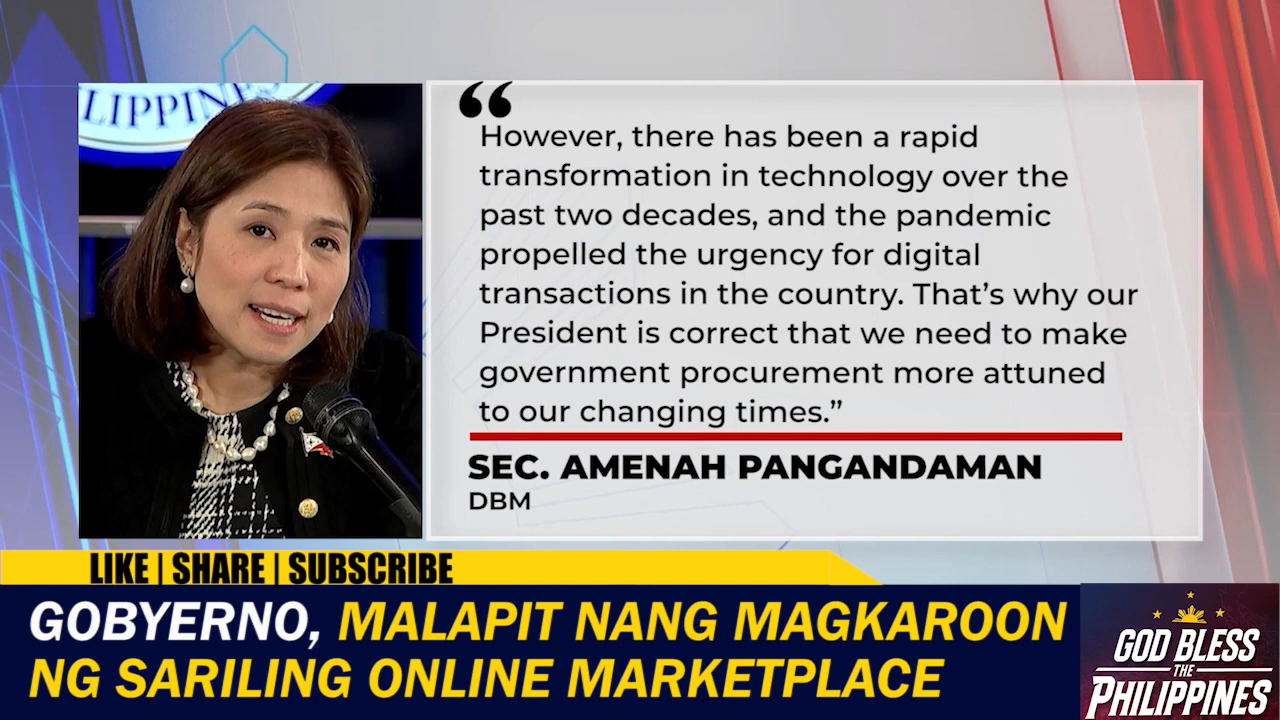 LIPPINES
“
However, there has been a rapid
transformation in technology over the
past two decades, and the pandemic
propelled the urgency for digital
transactions in the country. That’s why our
President is correct that we need to make
government procurement more attuned
to our changing times.”
SEC. AMENAH PANGANDAMAN
DBM
LIKE | SHARE | SUBSCRIBE
GOBYERNO, MALAPIT NANG MAGKAROON
NG SARILING ONLINE MARKETPLACE
GOD BLESS
THE
PHILIPPINES